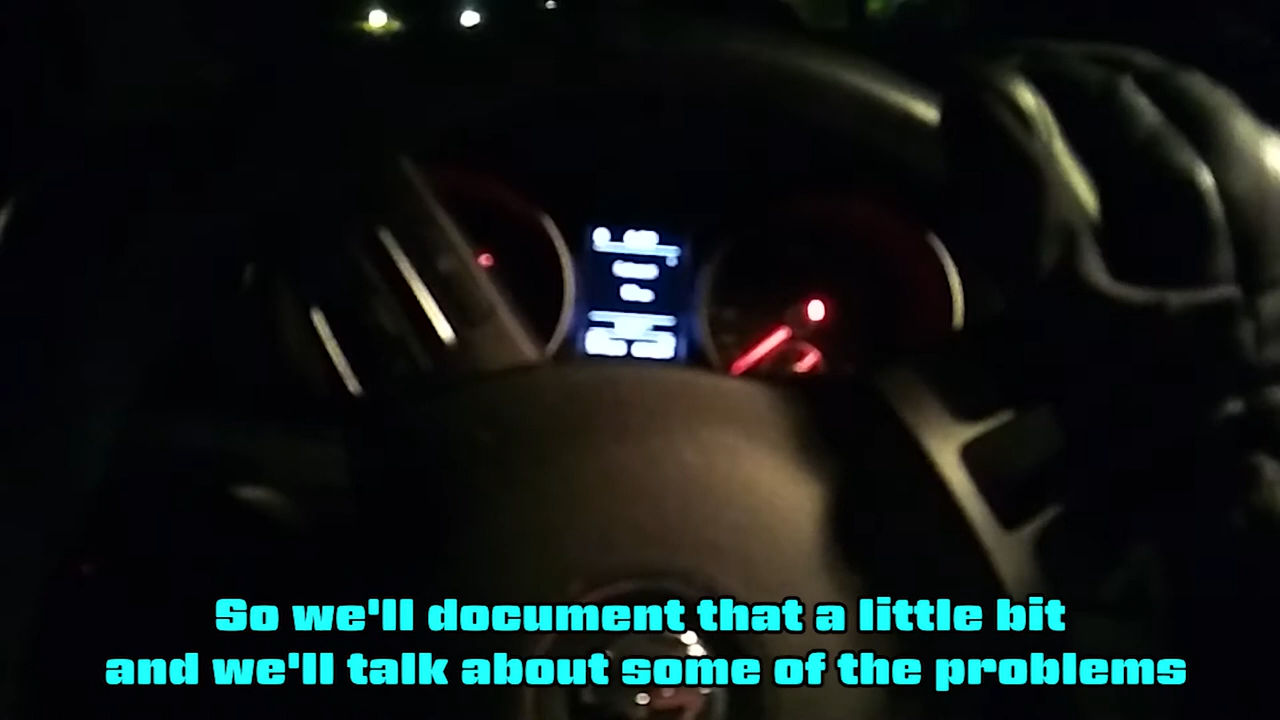 So we'll document that a little bit
and we'll talk about some of the problems